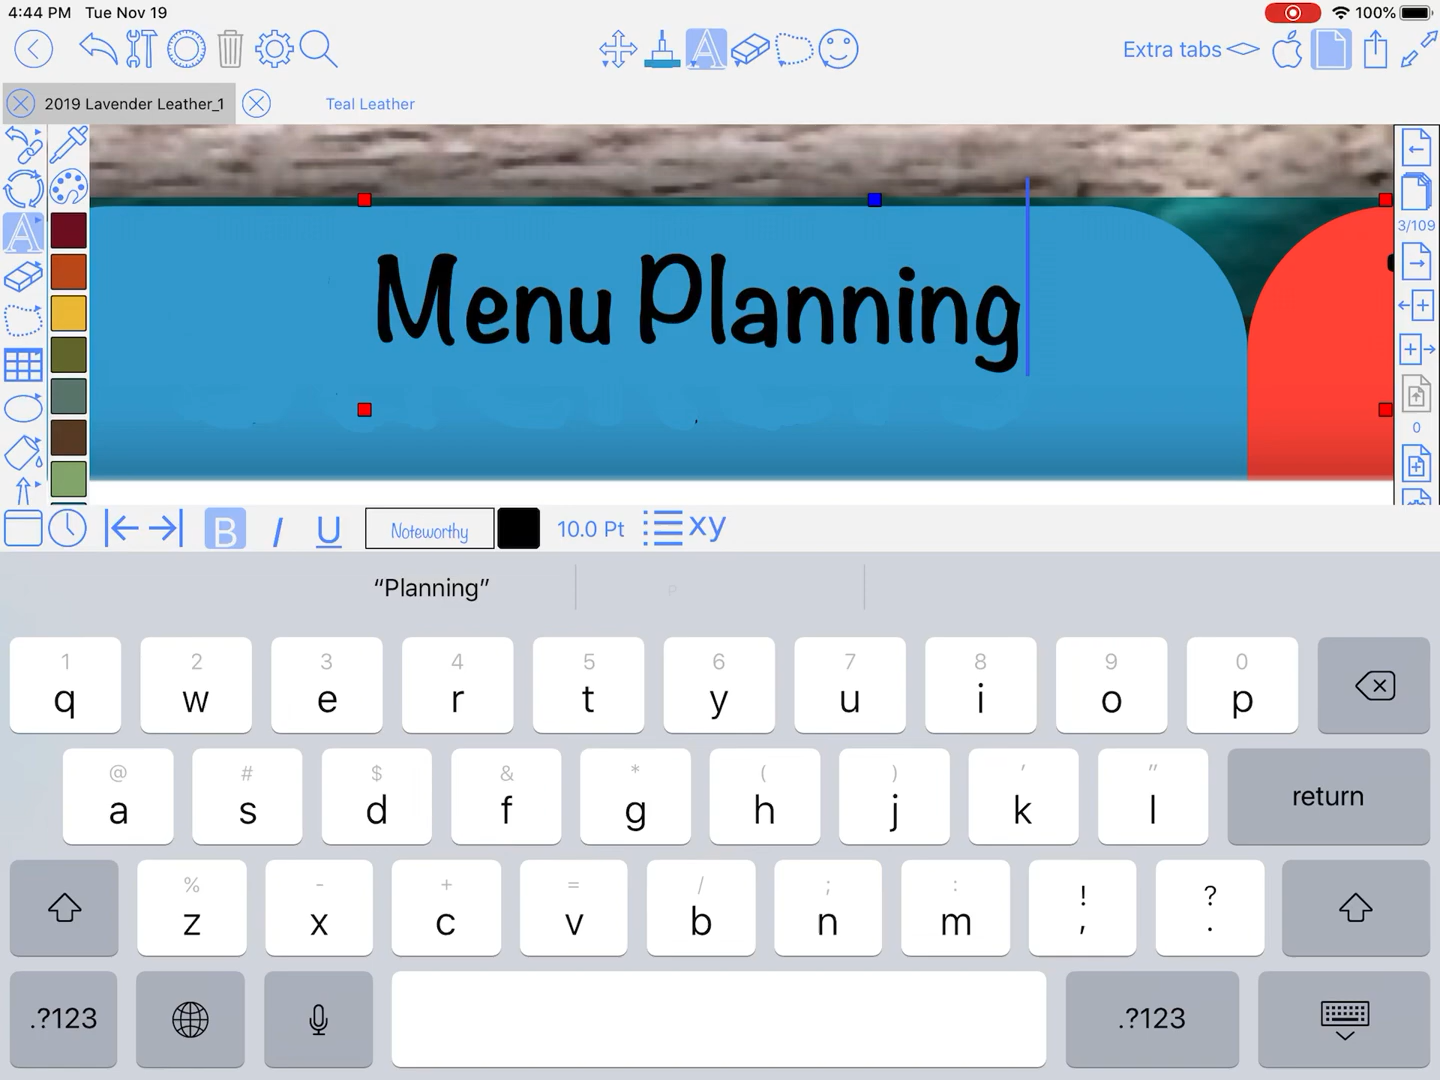 4:44 PM Tue Nov 19
100%
Extra tabs
2019 Lavender Leather_1
Teal Leather
3/109
Menu Planning
0
B I U Noteworthy 10.0 Pt xy
“Planning”
1 2 3 4 5 6 7 8 9 0
q w e r t y u i o p
@ # $ & * ( ) ' "
a s d f g h j k l return
% - + = / ; : ! ?
z x c v b n m , .
.?123 .?123